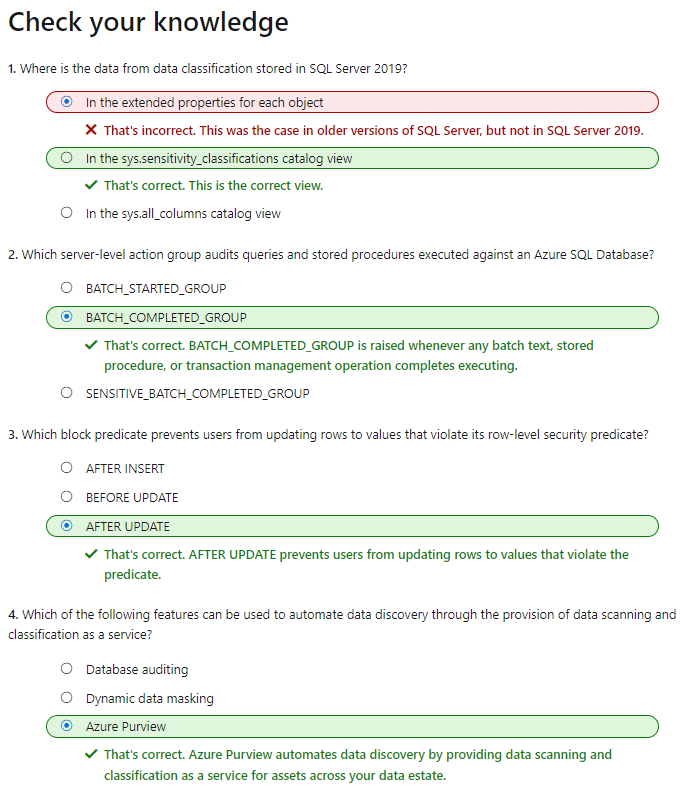 Check your knowledge
1. Where is the data from data classification stored in SQL Server 2019?
In the extended properties for each object
That's incorrect. This was the case in older versions of SQL Server, but not in SQL Server 2019.
In the sys.sensitivity_classifications catalog view
That's correct. This is the correct view.
In the sys.all_columns catalog view
2. Which server-level action group audits queries and stored procedures executed against an Azure SQL Database?
BATCH_STARTED_GROUP
BATCH_COMPLETED_GROUP
That's correct. BATCH_COMPLETED_GROUP is raised whenever any batch text, stored
procedure, or transaction management operation completes executing.
SENSITIVE_BATCH_COMPLETED_GROUP
3. Which block predicate prevents users from updating rows to values that violate its row-level security predicate?
AFTER INSERT
BEFORE UPDATE
AFTER UPDATE
That's correct. AFTER UPDATE prevents users from updating rows to values that violate the
predicate.
4. Which of the following features can be used to automate data discovery through the provision of data scanning and
classification as a service?
Database auditing
Dynamic data masking
Azure Purview
That's correct. Azure Purview automates data discovery by providing data scanning and
classification as a service for assets across your data estate.